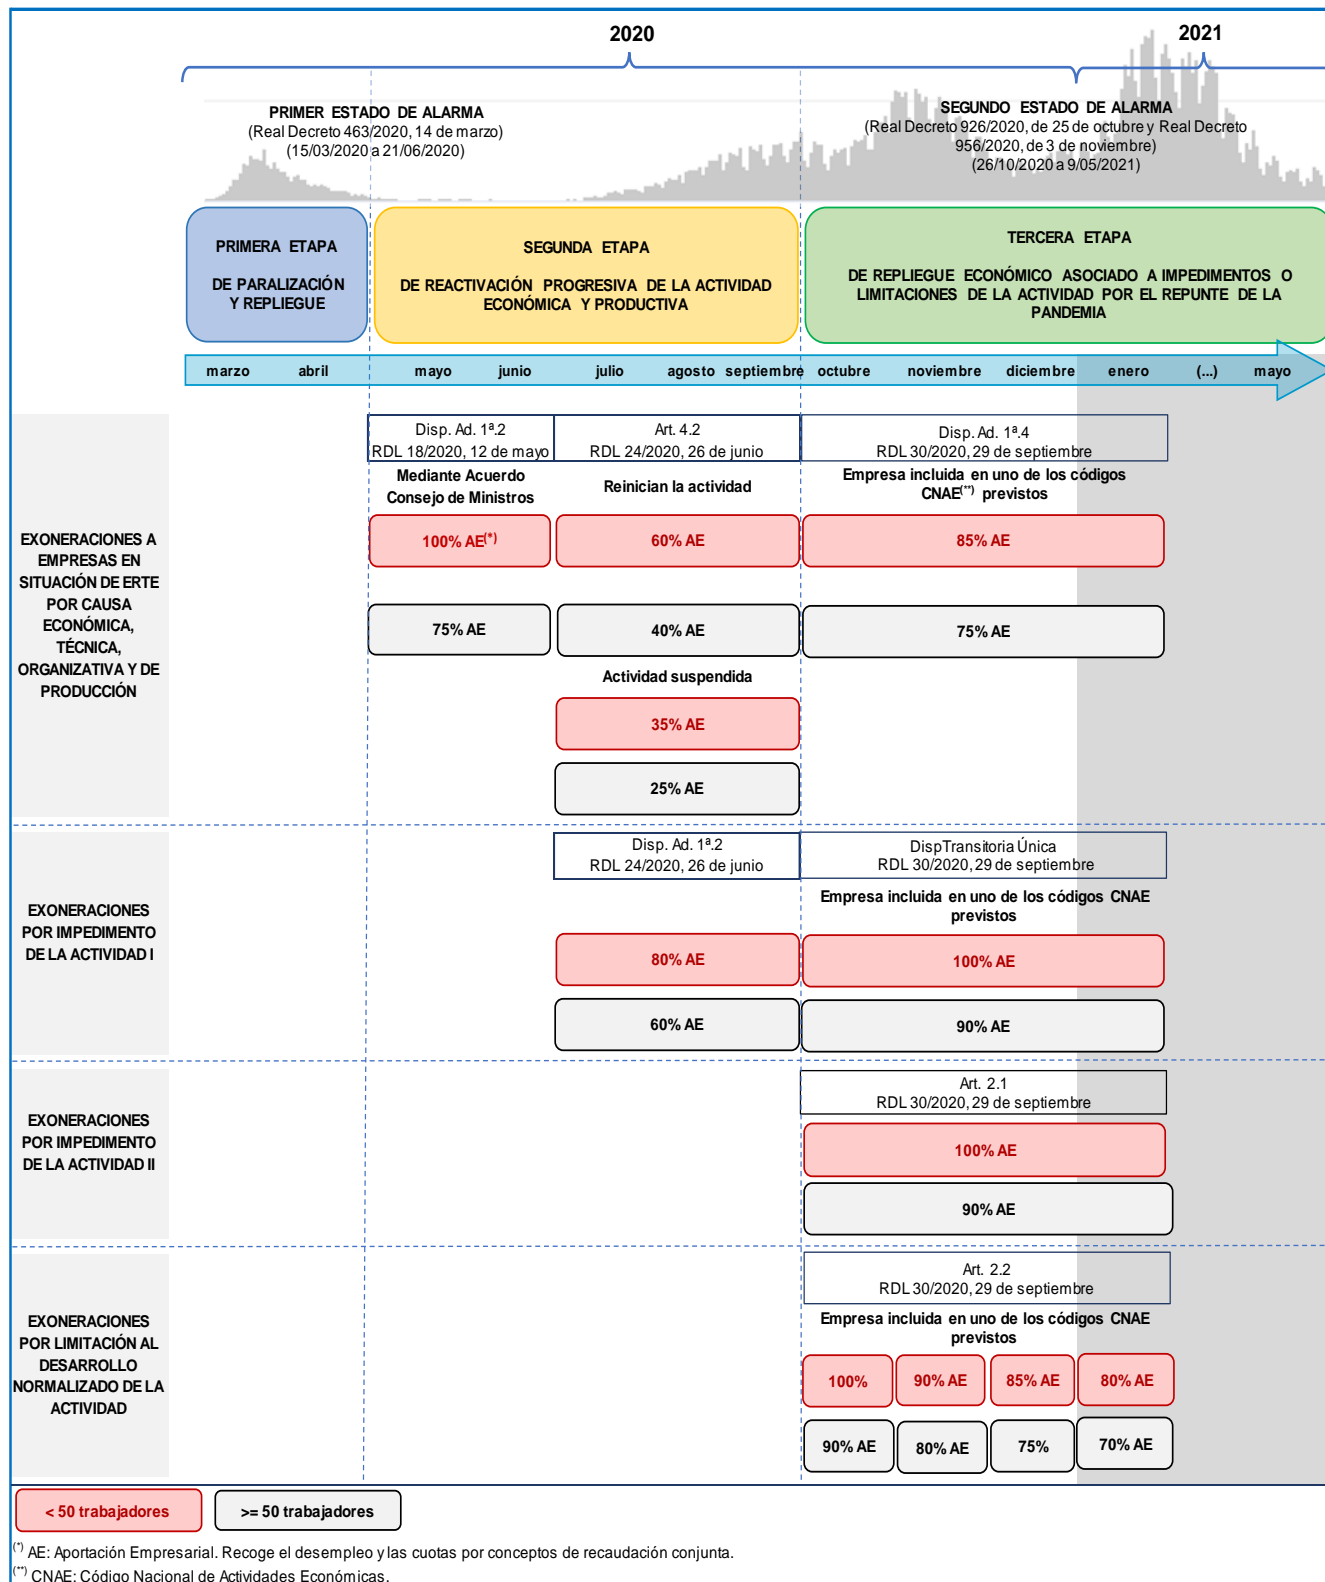 2020
2021
PRIMER ESTADO DE ALARMA
(Real Decreto 463/2020, 14 de marzo)
(15/03/2020 a 21/06/2020)
SEGUNDO ESTADO DE ALARMA
(Real Decreto 926/2020, de 25 de octubre y Real Decreto
956/2020, de 3 de noviembre)
(26/10/2020 a 9/05/2021)
PRIMERA ETAPA
DE PARALIZACIÓN
Y REPLIEGUE
SEGUNDA ETAPA
DE REACTIVACIÓN PROGRESIVA DE LA ACTIVIDAD
ECONÓMICA Y PRODUCTIVA
TERCERA ETAPA
DE REPLIEGUE ECONÓMICO ASOCIADO A IMPEDIMENTOS O
LIMITACIONES DE LA ACTIVIDAD POR EL REPUNTE DE LA
PANDEMIA
marzo abril mayo junio julio agosto septiembre octubre noviembre diciembre enero (...) mayo
EXONERACIONES A
EMPRESAS EN
SITUACIÓN DE ERTE
POR CAUSA
ECONÓMICA,
TÉCNICA,
ORGANIZATIVA Y DE
PRODUCCIÓN
Disp. Ad. 1ª.2
RDL 18/2020, 12 de mayo
Art. 4.2
RDL 24/2020, 26 de junio
Disp. Ad. 1ª.4
RDL 30/2020, 29 de septiembre
Mediante Acuerdo
Consejo de Ministros
Reinician la actividad
Empresa incluida en uno de los códigos
CNAE(**) previstos
100% AE(*)
60% AE
85% AE
75% AE
40% AE
75% AE
Actividad suspendida
35% AE
25% AE
EXONERACIONES
POR IMPEDIMENTO
DE LA ACTIVIDAD I
Disp. Ad. 1ª.2
RDL 24/2020, 26 de junio
DispTransitoria Única
RDL 30/2020, 29 de septiembre
Empresa incluida en uno de los códigos CNAE
previstos
80% AE
100% AE
60% AE
90% AE
EXONERACIONES
POR IMPEDIMENTO
DE LA ACTIVIDAD II
Art. 2.1
RDL 30/2020, 29 de septiembre
100% AE
90% AE
EXONERACIONES
POR LIMITACIÓN AL
DESARROLLO
NORMALIZADO DE LA
ACTIVIDAD
Art. 2.2
RDL 30/2020, 29 de septiembre
Empresa incluida en uno de los códigos CNAE
previstos
100% 90% AE 85% AE 80% AE
90% AE 80% AE 75% 70% AE
< 50 trabajadores
>= 50 trabajadores
(*) AE: Aportación Empresarial. Recoge el desempleo y las cuotas por conceptos de recaudación conjunta.
(**) CNAE: Código Nacional de Actividades Económicas.